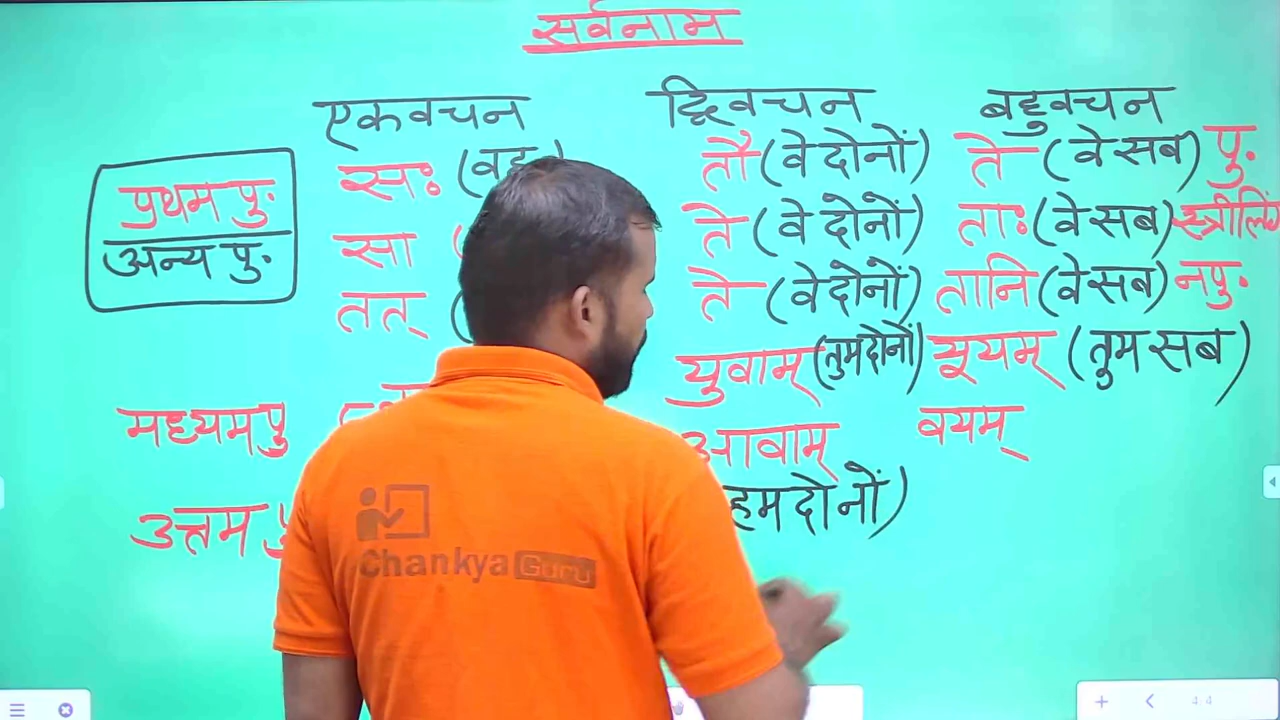 सर्वनाम
एकवचन द्विवचन बहुवचन
प्रथम पु. सः (वह) तौ (वे दोनों) ते (वे सब) पु.
अन्य पु. सा ते (वे दोनों) ताः (वे सब) स्त्रीलिंग
तत् ते (वे दोनों) तानि (वे सब) नपु.
युवाम् (तुम दोनों) यूयम् (तुम सब)
मध्यमपु आवाम् वयम्
उत्तम पु (हम दोनों)
Chankya Guru
44